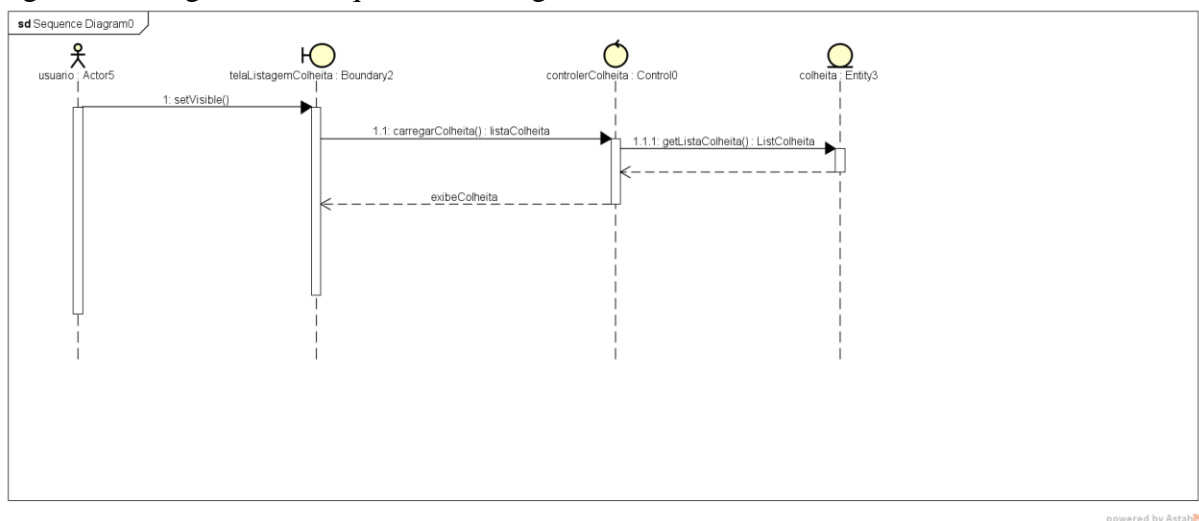 sd Sequence Diagram0
usuario : Actor5
telaListagemColheita : Boundary2
controlerColheita : Control0
colheita : Entity3
1: setVisible()
1.1: carregarColheita() : listaColheita
1.1.1: getListaColheita() : ListColheita
exibeColheita
powered by Astah